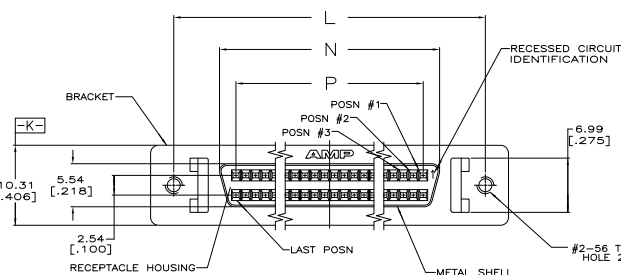 L
N
P
RECESSED CIRCUIT
IDENTIFICATION
BRACKET
POSN #1
POSN #2
POSN #3
-K-
AMP
1
6.99
[.275]
10.31
[.406]
5.54
[.218]
2.54
[.100]
LAST POSN
RECEPTACLE HOUSING
METAL SHELL
#2-56 T
HOLE 2